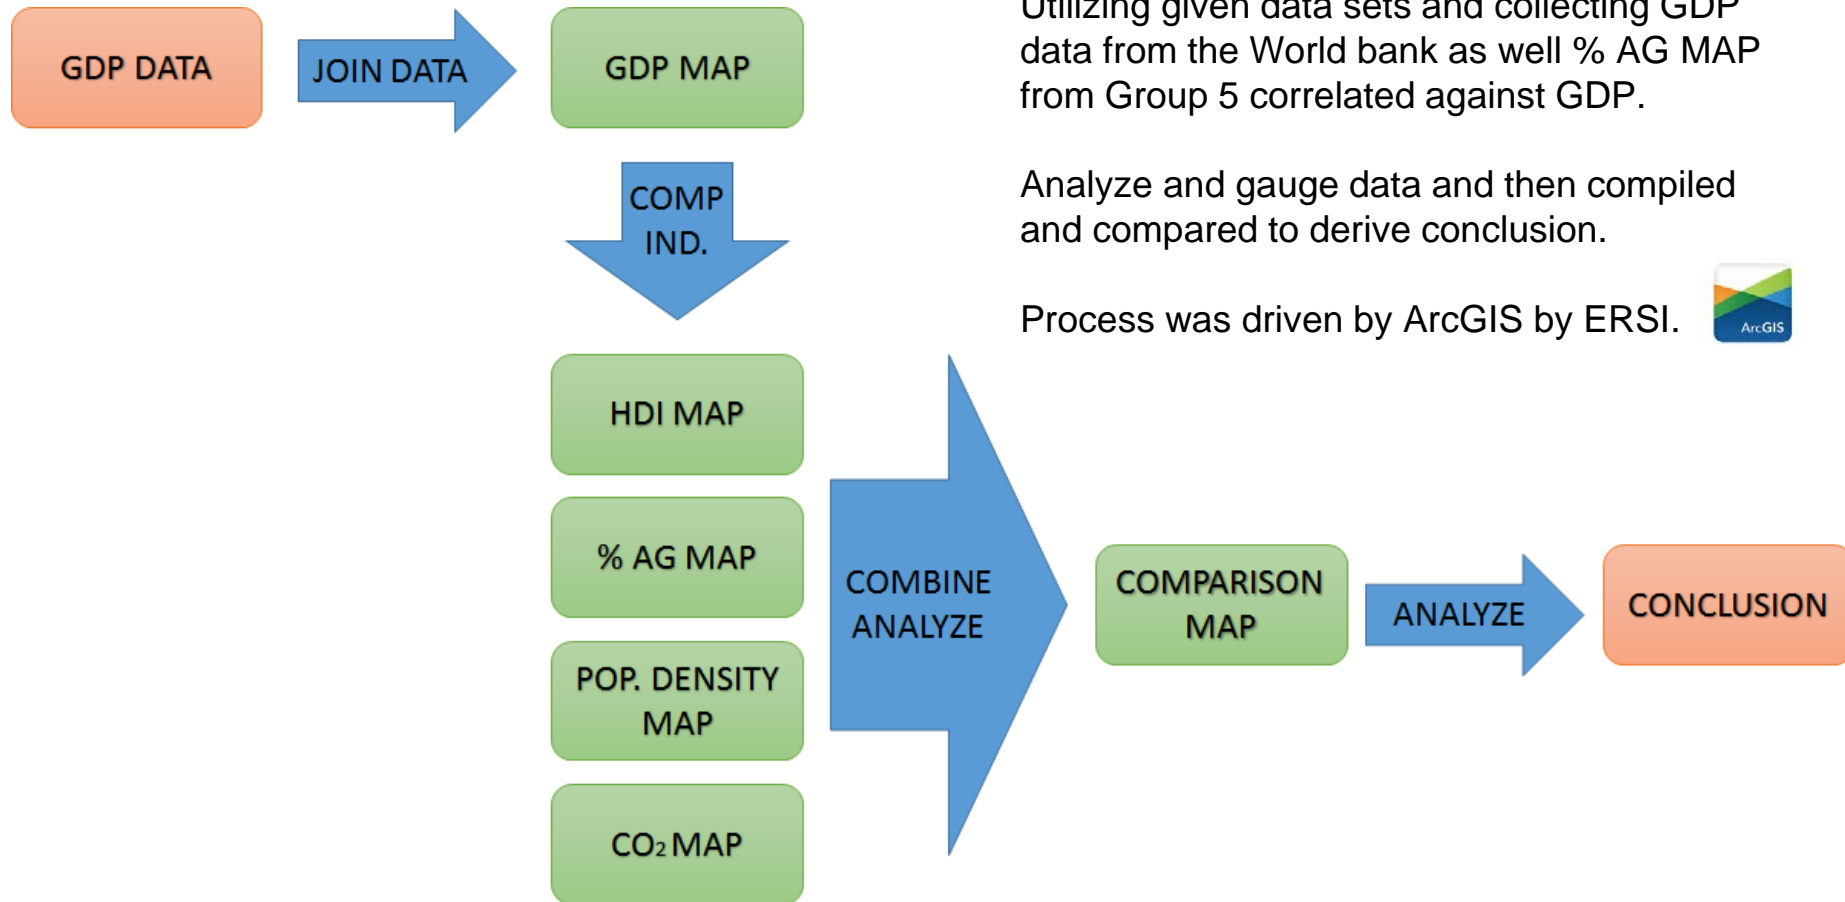 GDP DATA
JOIN DATA
GDP MAP
Utilizing given data sets and collecting GDP
data from the World bank as well % AG MAP
from Group 5 correlated against GDP.
Analyze and gauge data and then compiled
and compared to derive conclusion.
Process was driven by ArcGIS by ERSI.
ArcGIS
COMP
IND.
HDI MAP
% AG MAP
POP. DENSITY
MAP
CO₂ MAP
COMBINE
ANALYZE
COMPARISON
MAP
ANALYZE
CONCLUSION